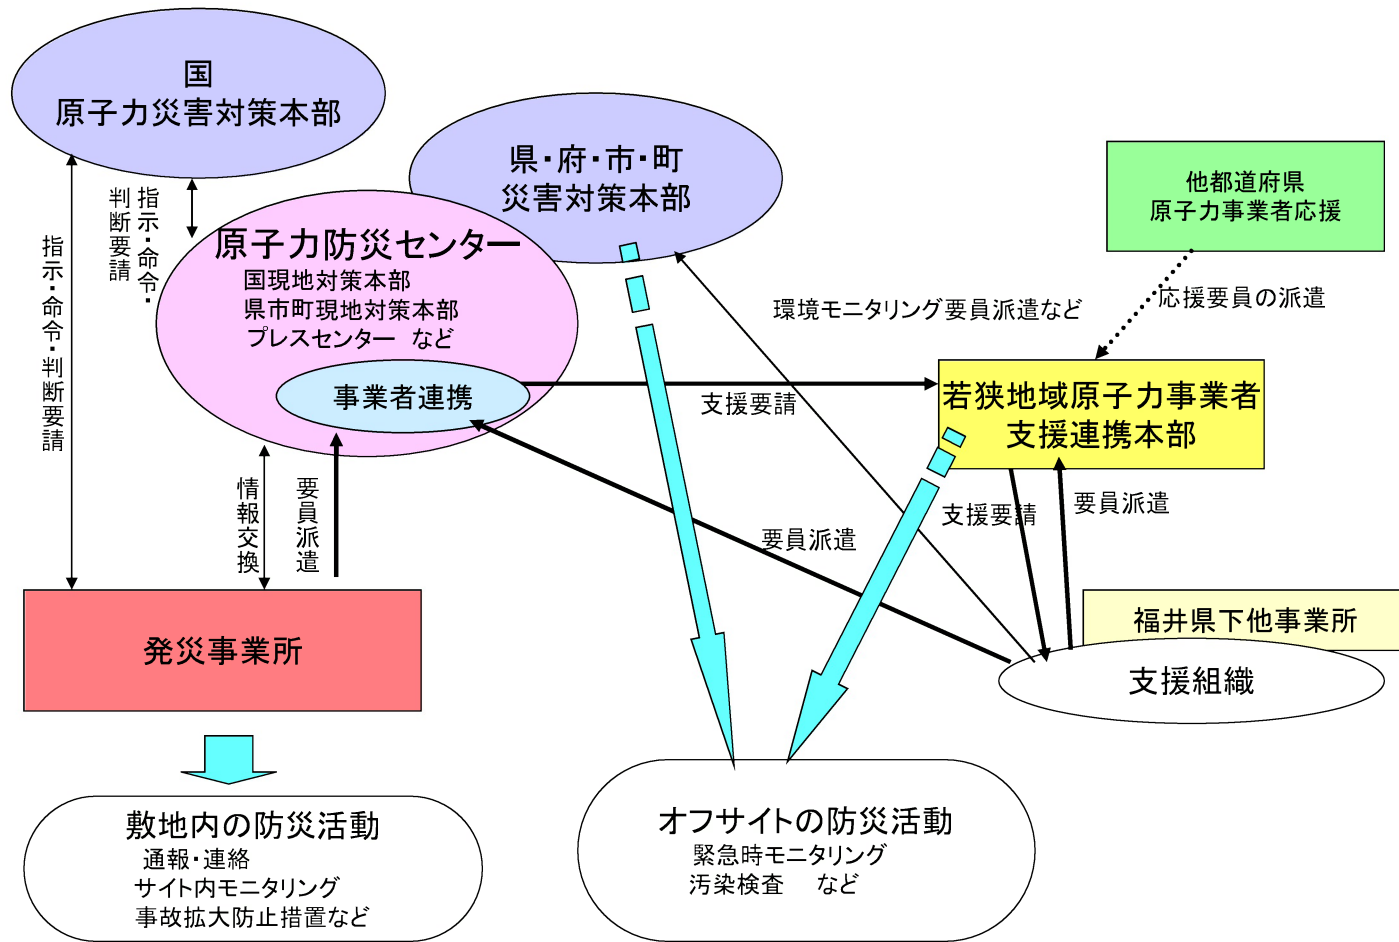 国
原子力災害対策本部
県・府・市・町
災害対策本部
他都道府県
原子力事業者応援
指示・命令・
判断要請
指示・命令・判断要請
原子力防災センター
国現地対策本部
県市町現地対策本部
プレスセンター など
事業者連携
環境モニタリング要員派遣など
応援要員の派遣
支援要請
若狭地域原子力事業者
支援連携本部
情報交換
要員派遣
要員派遣
支援要請
要員派遣
発災事業所
福井県下他事業所
支援組織
敷地内の防災活動
通報・連絡
サイト内モニタリング
事故拡大防止措置など
オフサイトの防災活動
緊急時モニタリング
汚染検査 など